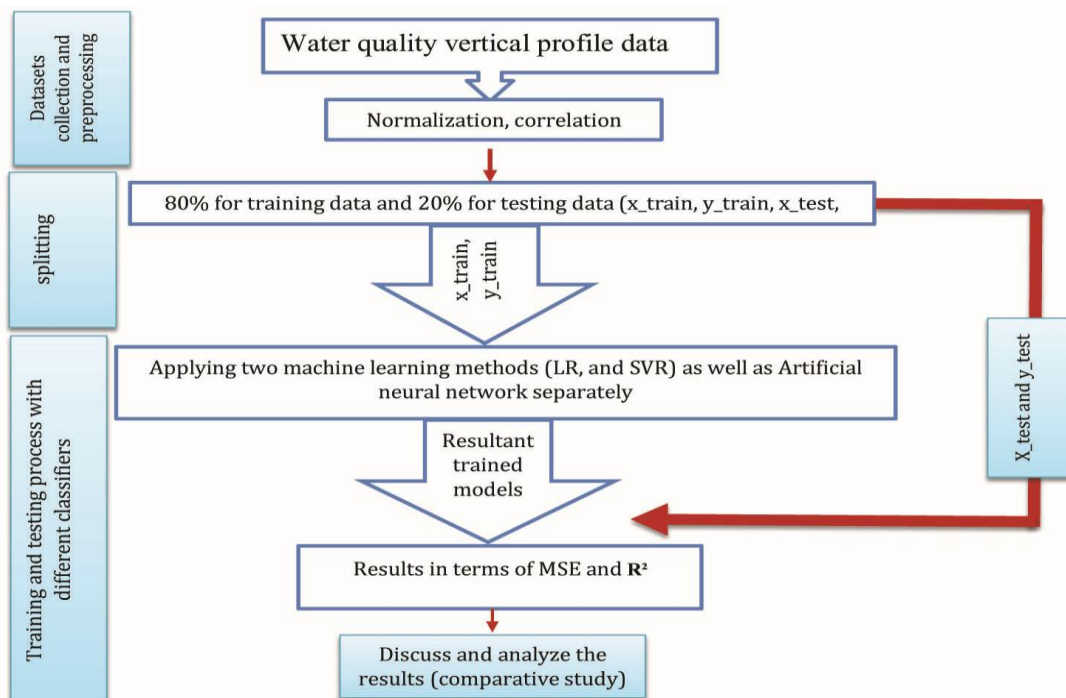 Datasets
collection and
preprocessing
Water quality vertical profile data
Normalization, correlation
splitting
80% for training data and 20% for testing data (x_train, y_train, x_test,
x_train,
y_train
X_test and y_test
Training and testing process with
different classifiers
Applying two machine learning methods (LR, and SVR) as well as Artificial
neural network separately
Resultant
trained
models
Results in terms of MSE and R²
Discuss and analyze the
results (comparative study)